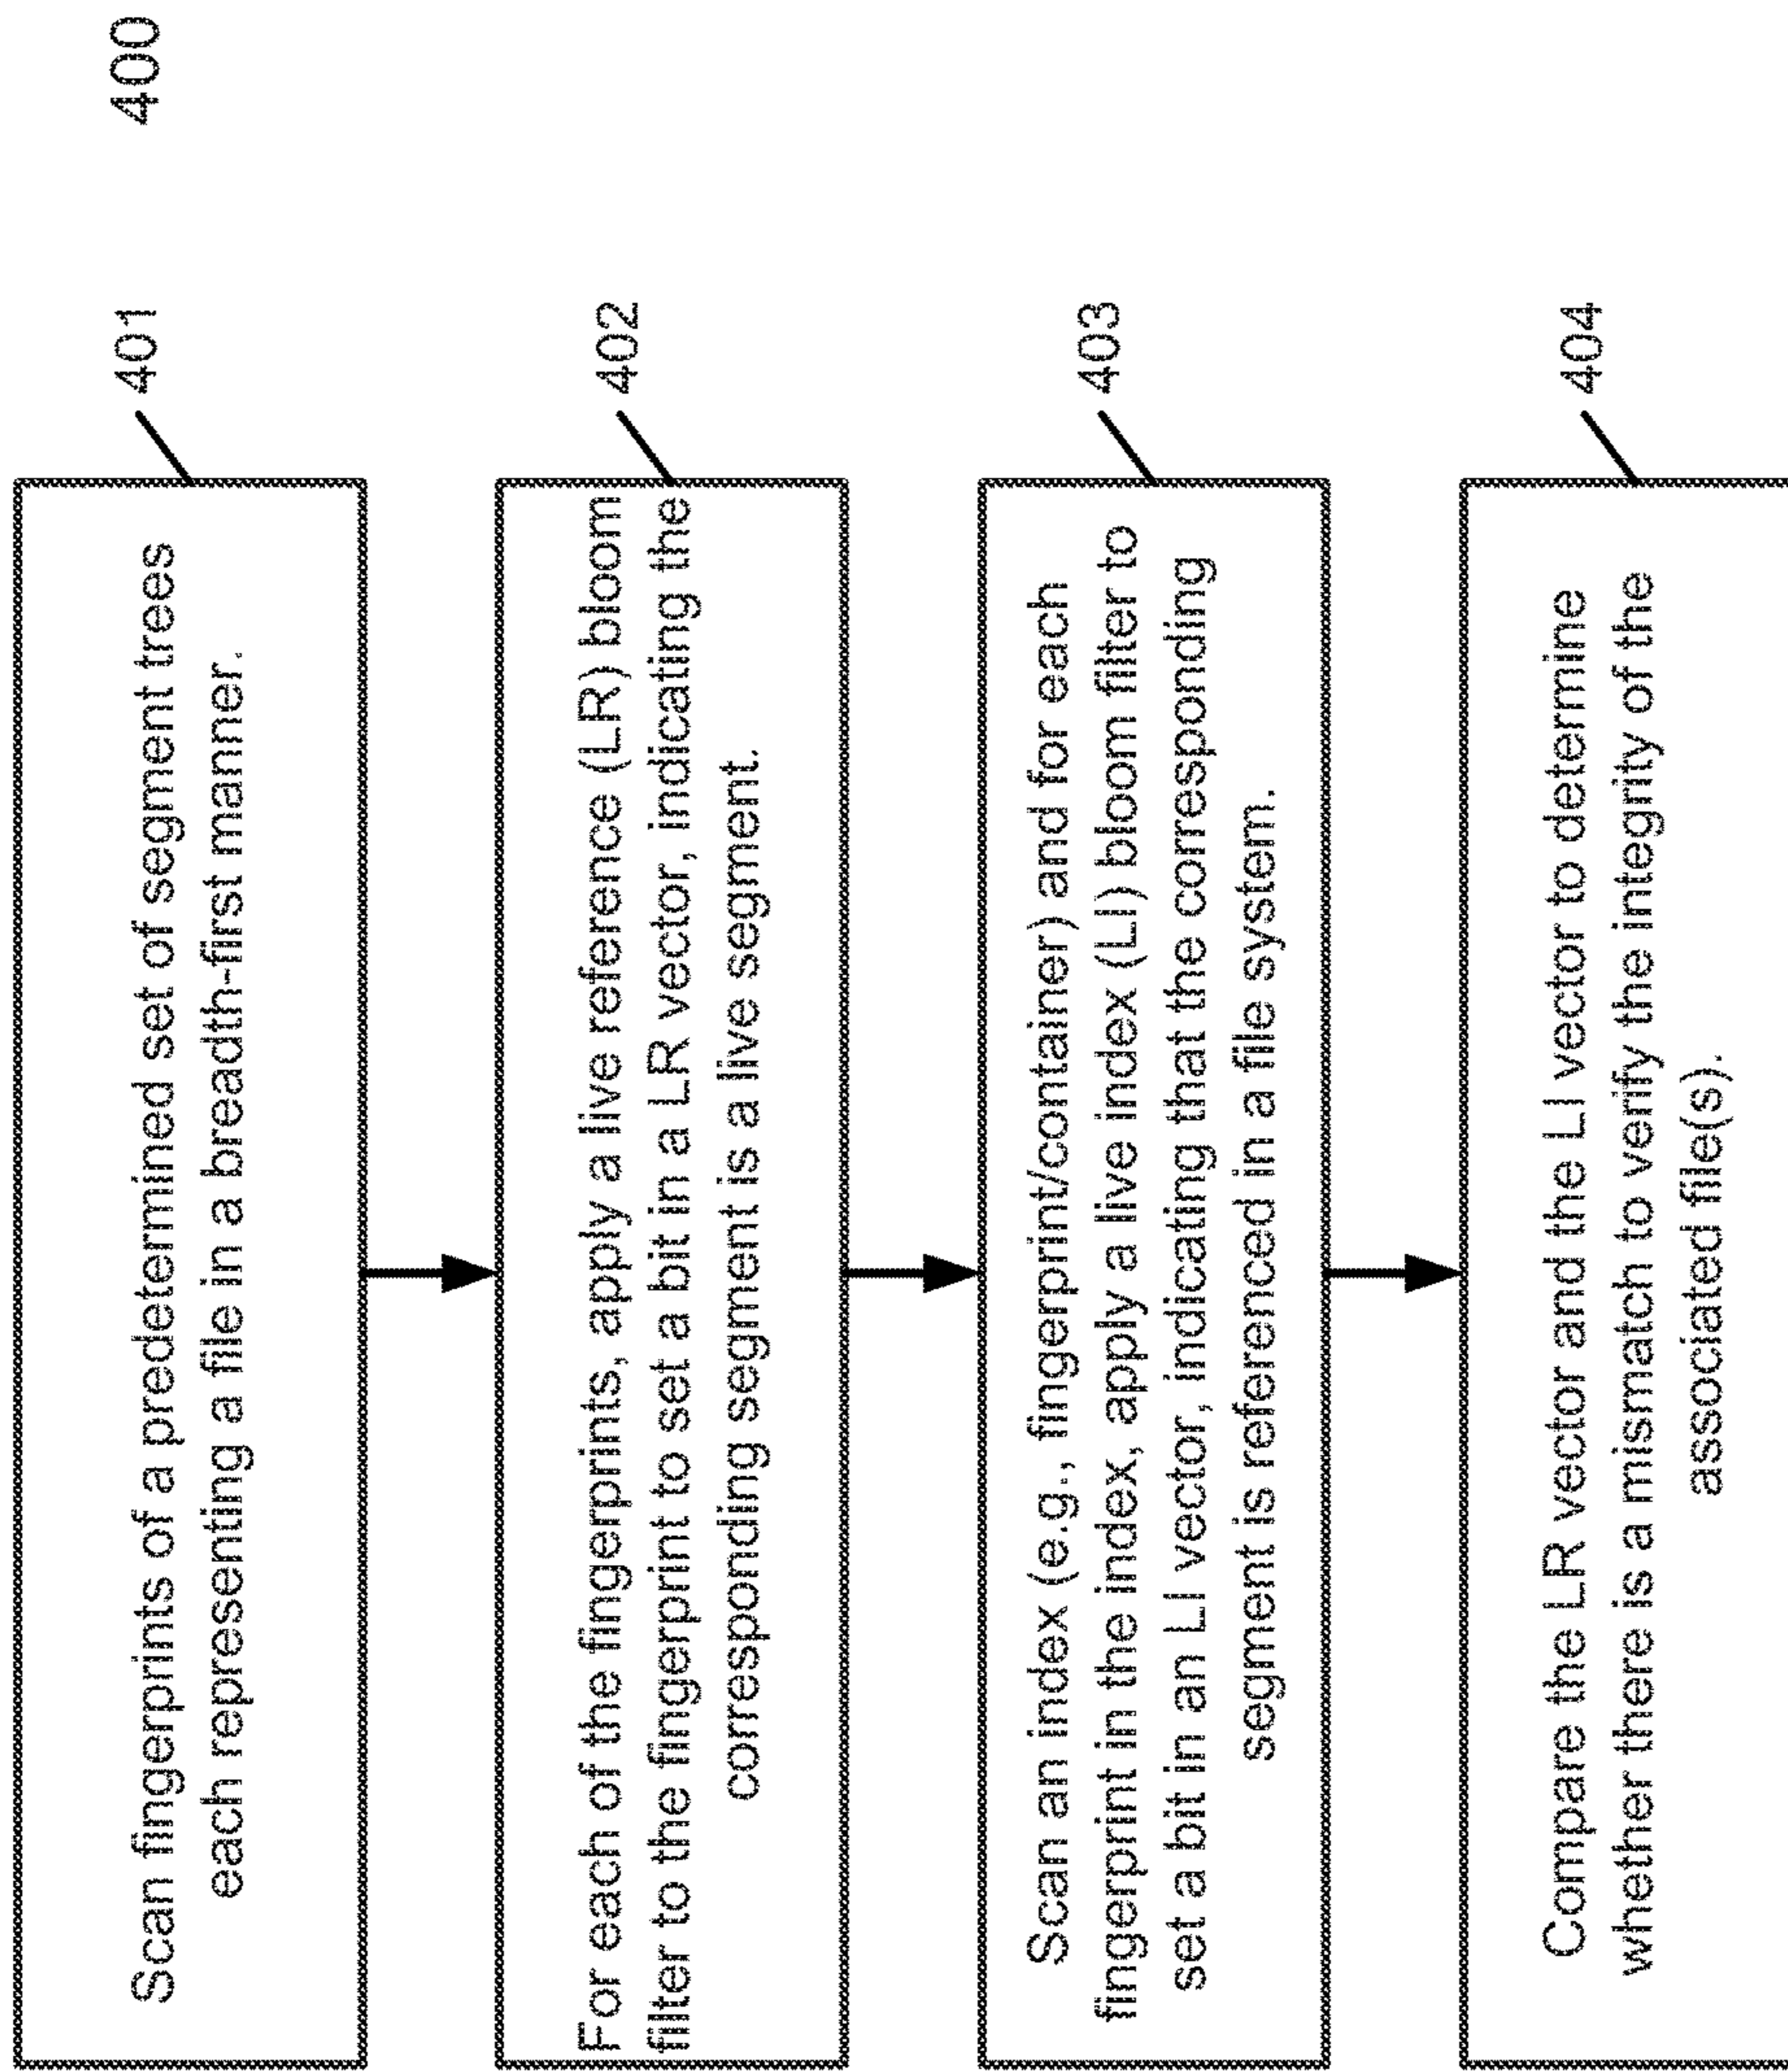 400
401
Scan fingerprints of a predetermined set of segment trees
each representing a file in a breadth-first manner.
402
For each of the fingerprints, apply a live reference (LR) bloom
filter to the fingerprint to set a bit in a LR vector, indicating the
corresponding segment is a live segment.
403
Scan an index (e.g., fingerprint/container) and for each
fingerprint in the index, apply a live index (LI) bloom filter to
set a bit in an LI vector, indicating that the corresponding
segment is referenced in a file system.
404
Compare the LR vector and the LI vector to determine
whether there is a mismatch to verify the integrity of the
associated file(s).